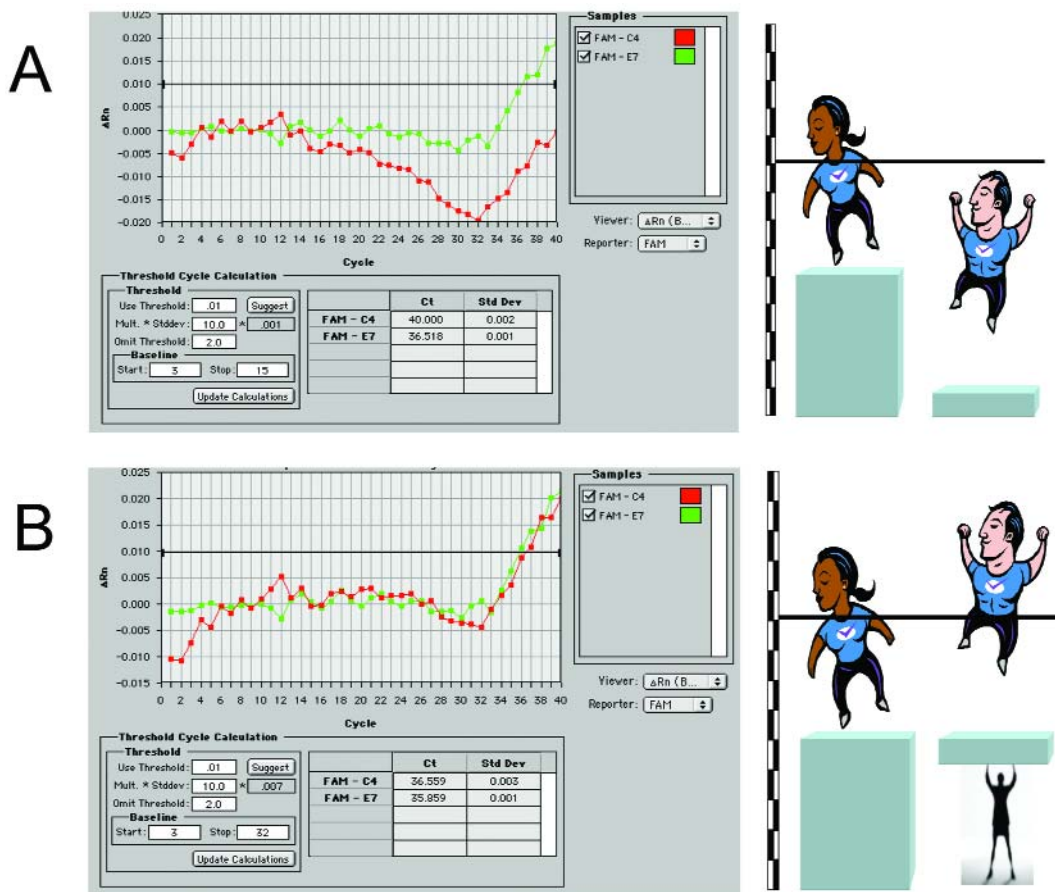 A
0.025
0.020
0.015
0.010
0.005
0.000
-0.005
-0.010
-0.015
-0.020
ΔRn
0 2 4 6 8 10 12 14 16 18 20 22 24 26 28 30 32 34 36 38 40
Cycle
Samples
FAM - C4
FAM - E7
Viewer: ΔRn (B...
Reporter: FAM
Threshold Cycle Calculation
Threshold
Use Threshold: .01 Suggest
Mult. * Stddev: 10.0 * .001
Omit Threshold: 2.0
Baseline
Start: 3 Stop: 15
Update Calculations
Ct Std Dev
FAM - C4 40.000 0.002
FAM - E7 36.518 0.001
B
0.025
0.020
0.015
0.010
0.005
0.000
-0.005
-0.010
-0.015
ΔRn
0 2 4 6 8 10 12 14 16 18 20 22 24 26 28 30 32 34 36 38 40
Cycle
Samples
FAM - C4
FAM - E7
Viewer: ΔRn (B...
Reporter: FAM
Threshold Cycle Calculation
Threshold
Use Threshold: .01 Suggest
Mult. * Stddev: 10.0 * .007
Omit Threshold: 2.0
Baseline
Start: 3 Stop: 32
Update Calculations
Ct Std Dev
FAM - C4 36.559 0.003
FAM - E7 35.859 0.001